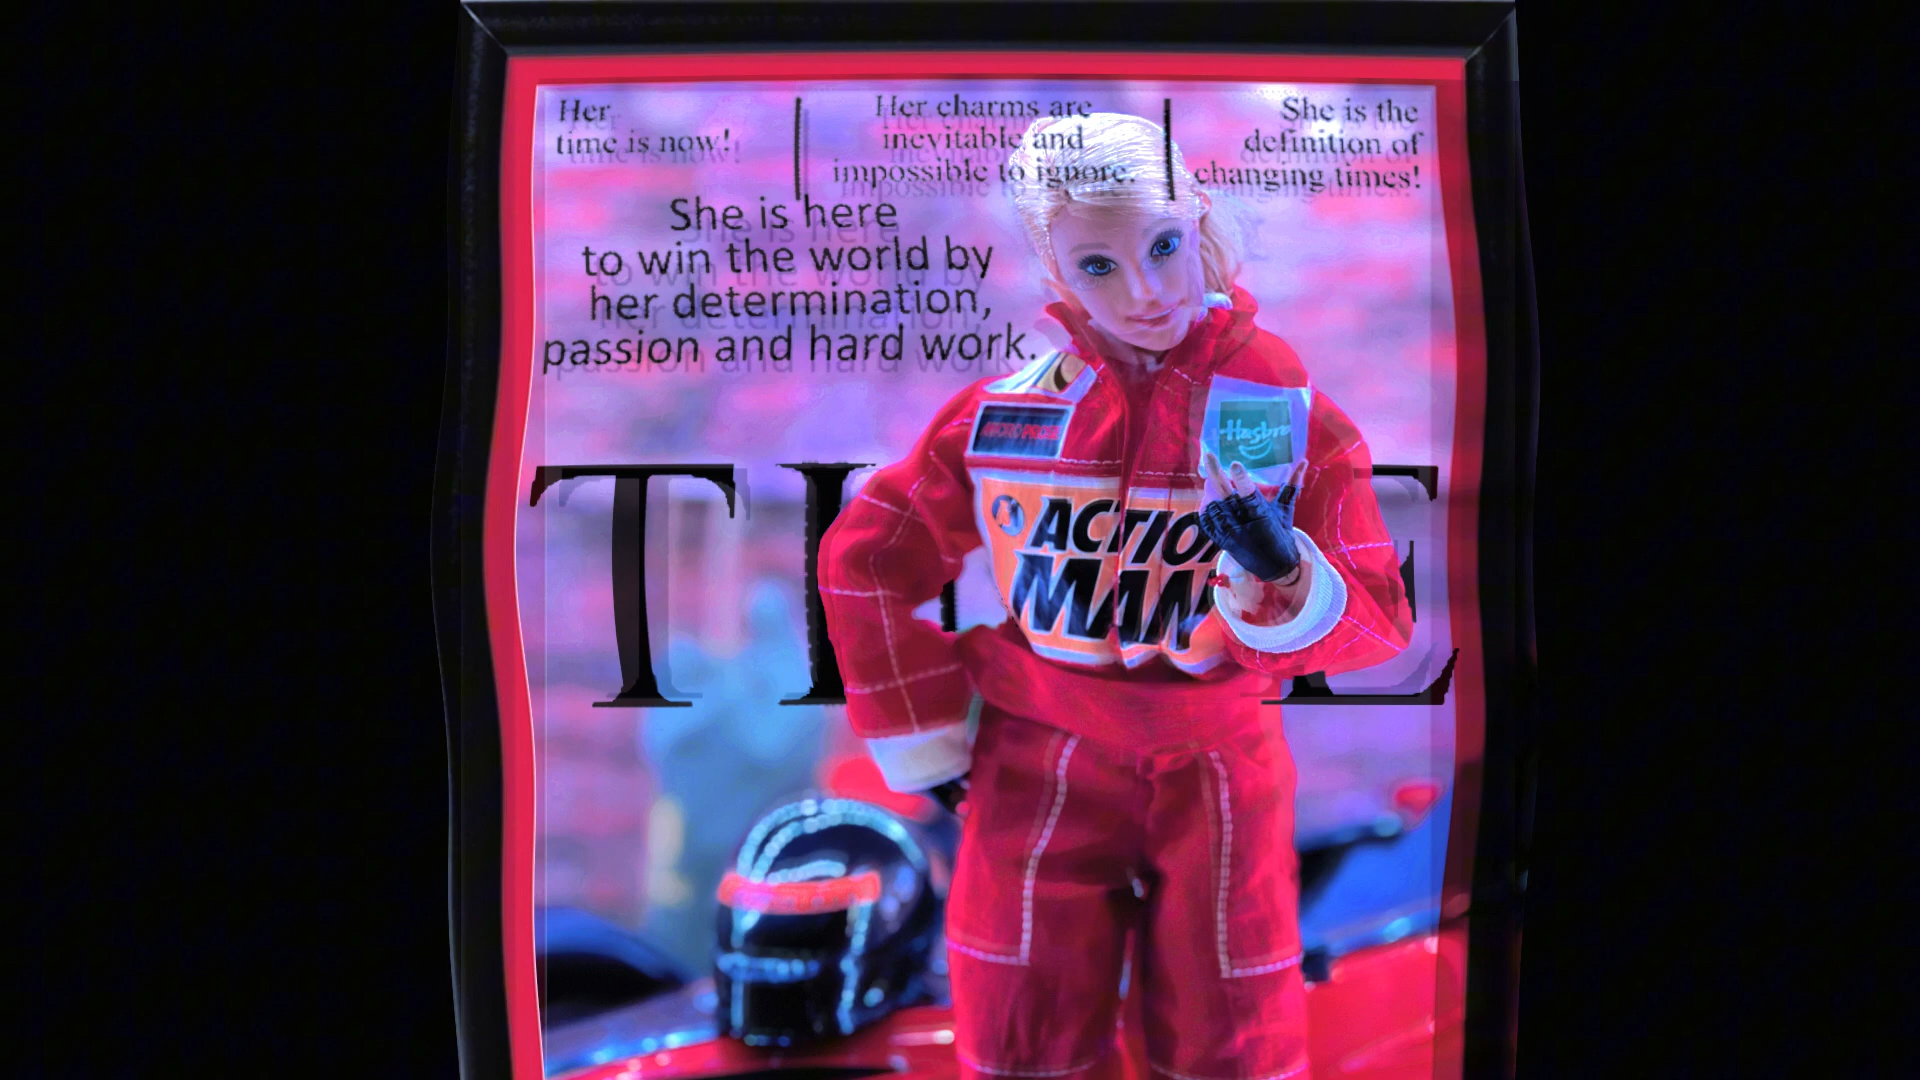 Her
time is now!
Her charms are
inevitable and
impossible to ignore.
She is the
definition of
changing times!
She is here
to win the world by
her determination,
passion and hard work.
TI E
Hasbro
ACTION
MAN